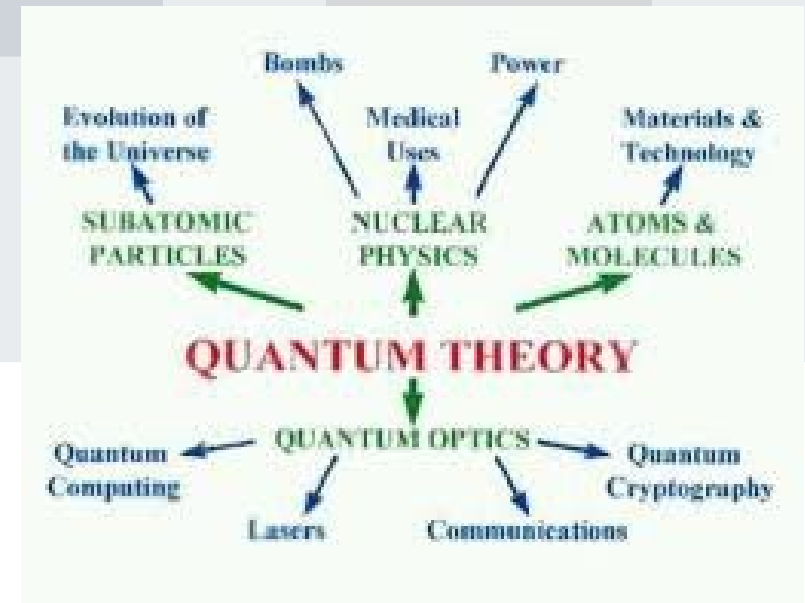 Bombs
Power
Evolution of
the Universe
Medical
Uses
Materials &
Technology
SUBATOMIC
PARTICLES
NUCLEAR
PHYSICS
ATOMS &
MOLECULES
QUANTUM THEORY
QUANTUM OPTICS
Quantum
Computing
Quantum
Cryptography
Lasers
Communications